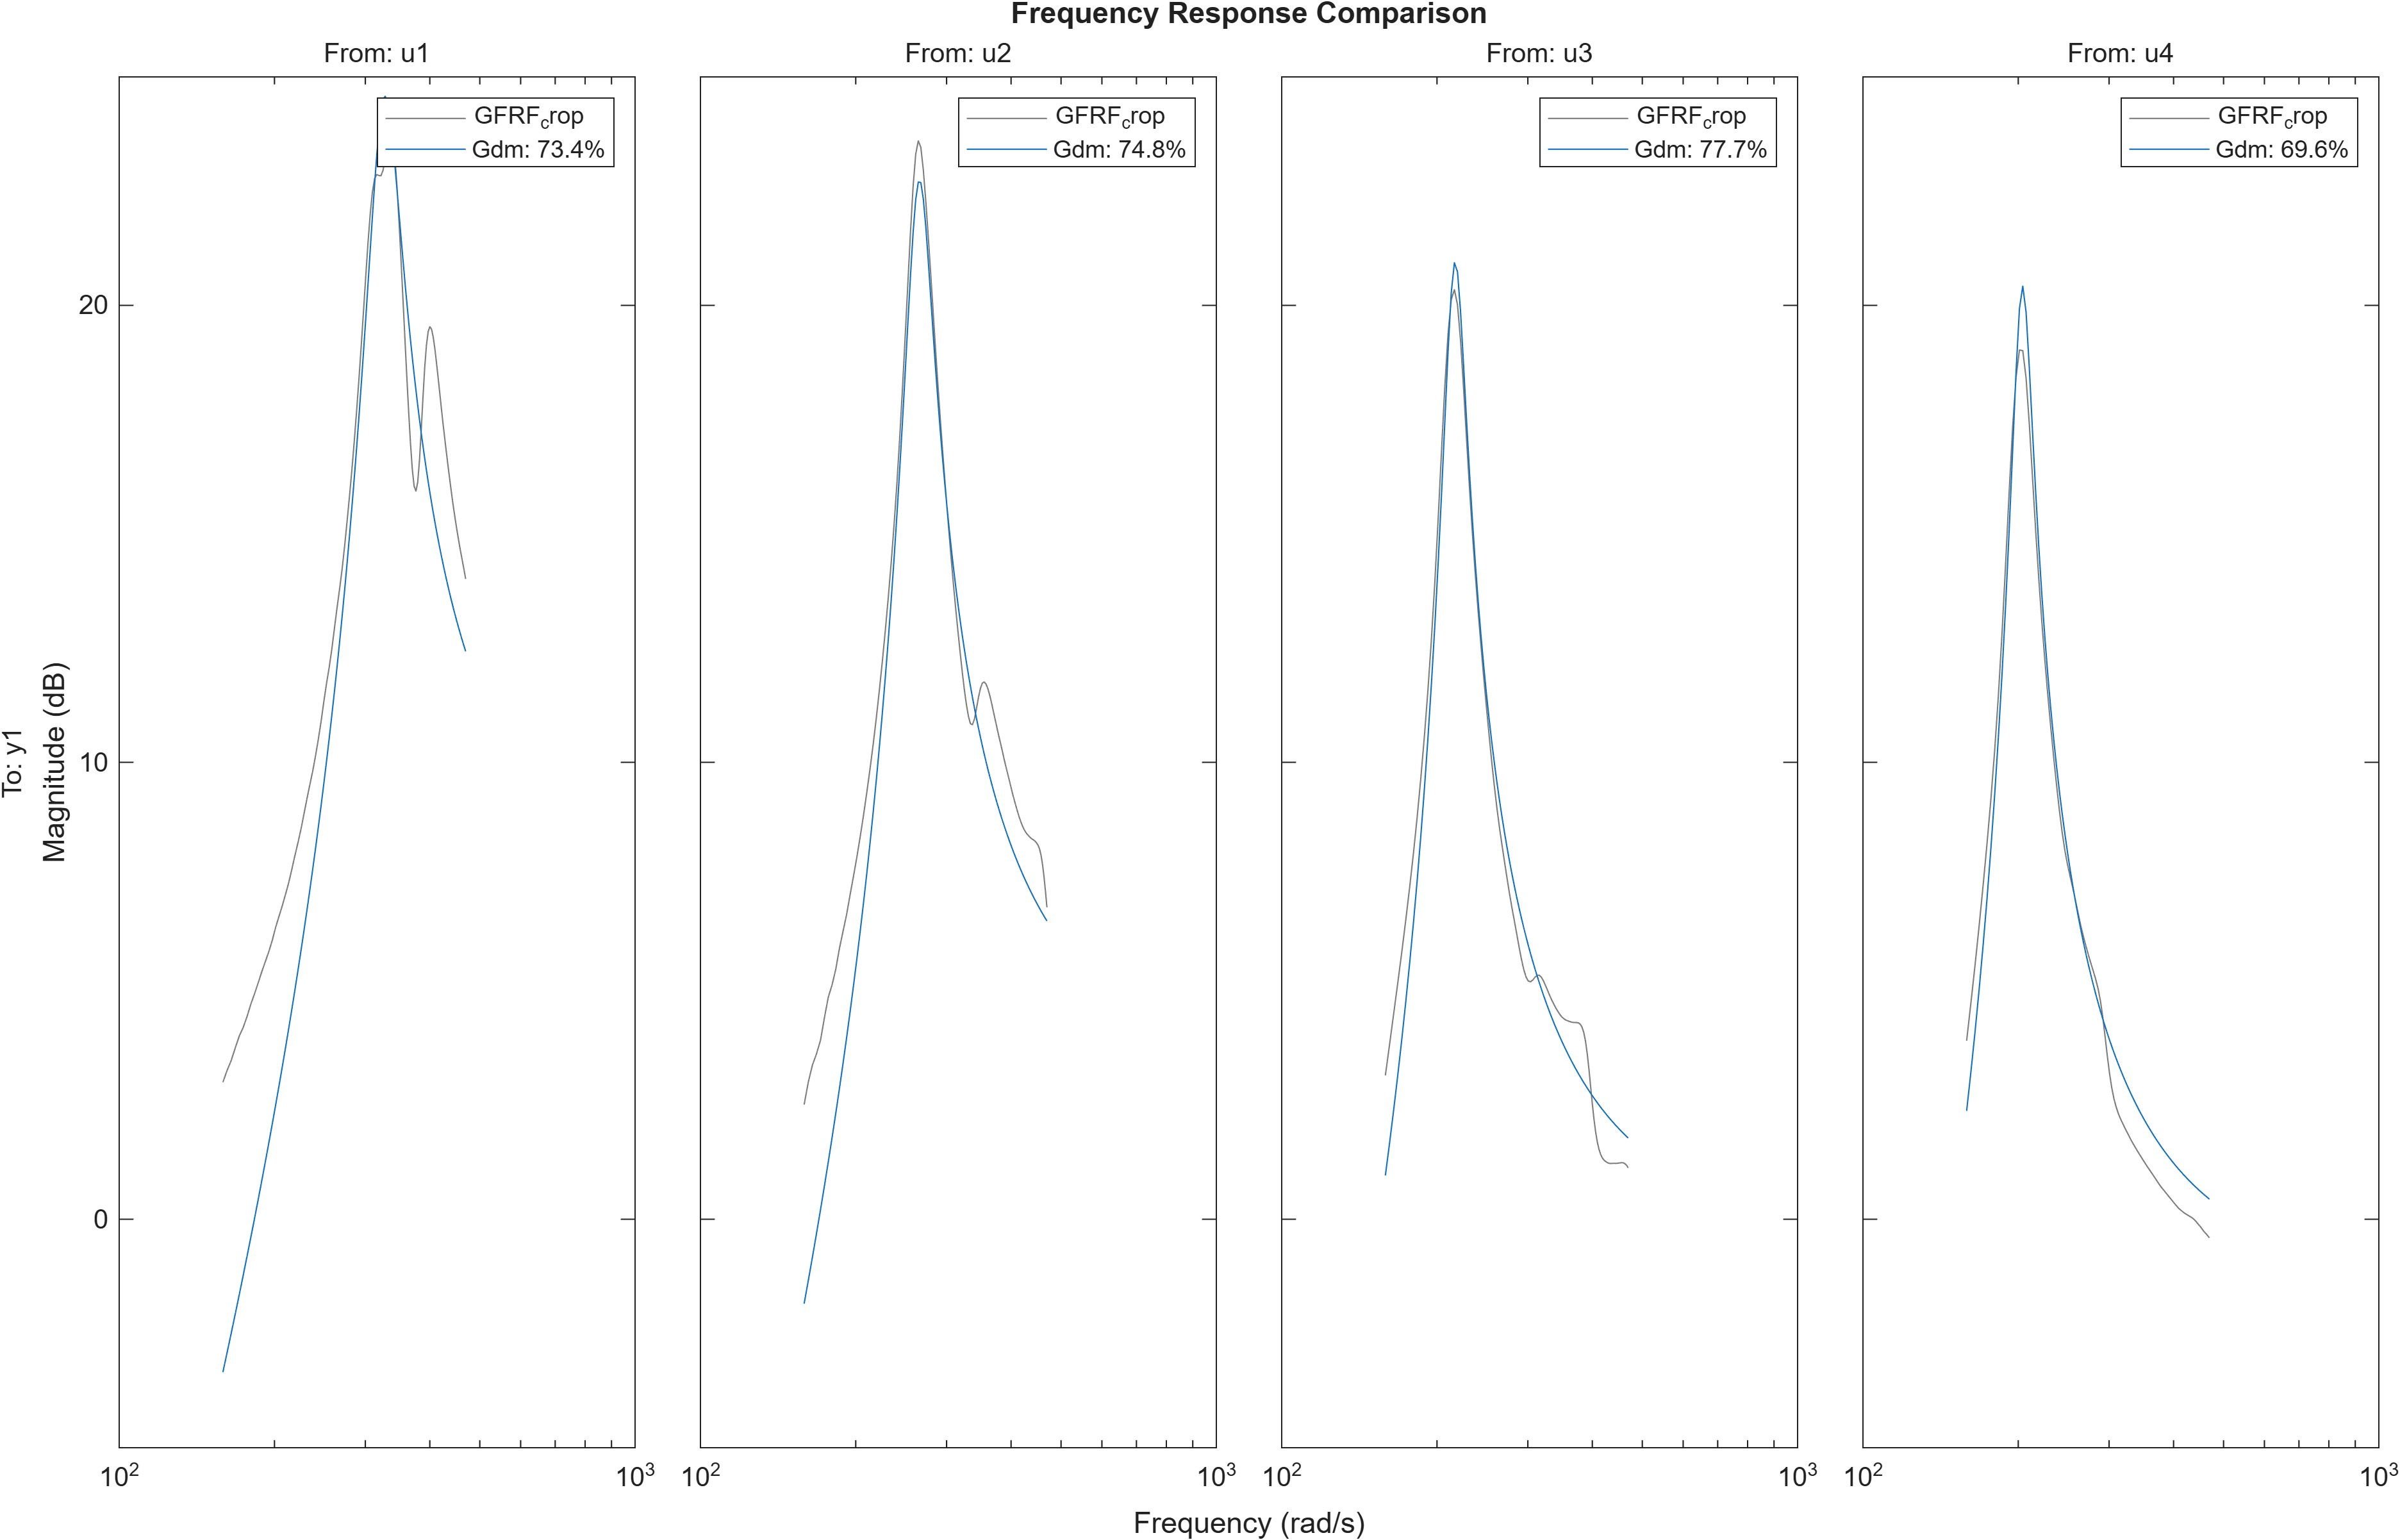 Frequency Response Comparison
From: u1
From: u2
From: u3
From: u4
GFRFcrop
Gdm: 73.4%
GFRFcrop
Gdm: 74.8%
GFRFcrop
Gdm: 77.7%
GFRFcrop
Gdm: 69.6%
20
10
0
To: y1
Magnitude (dB)
10² 10³ 10² 10³ 10² 10³ 10² 10³
Frequency (rad/s)